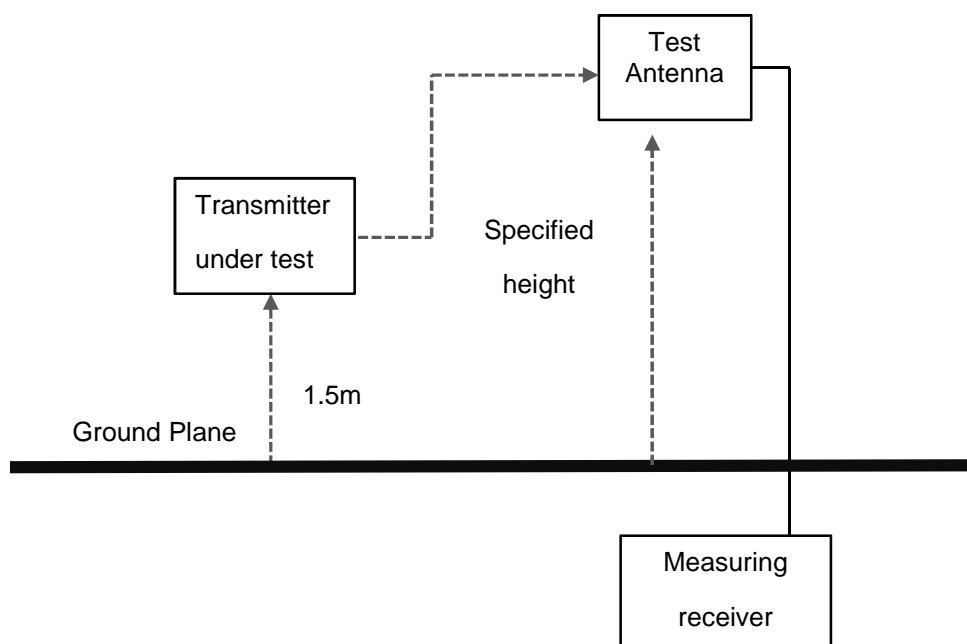 Test
Antenna
Transmitter
under test
Specified
height
1.5m
Ground Plane
Measuring
receiver